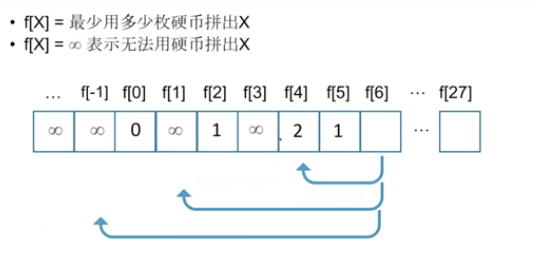 • f[X] = 最少用多少枚硬币拼出X
• f[X] = ∞ 表示无法用硬币拼出X
… f[-1] f[0] f[1] f[2] f[3] f[4] f[5] f[6] … f[27]
∞ ∞ 0 ∞ 1 ∞ 2 1 …